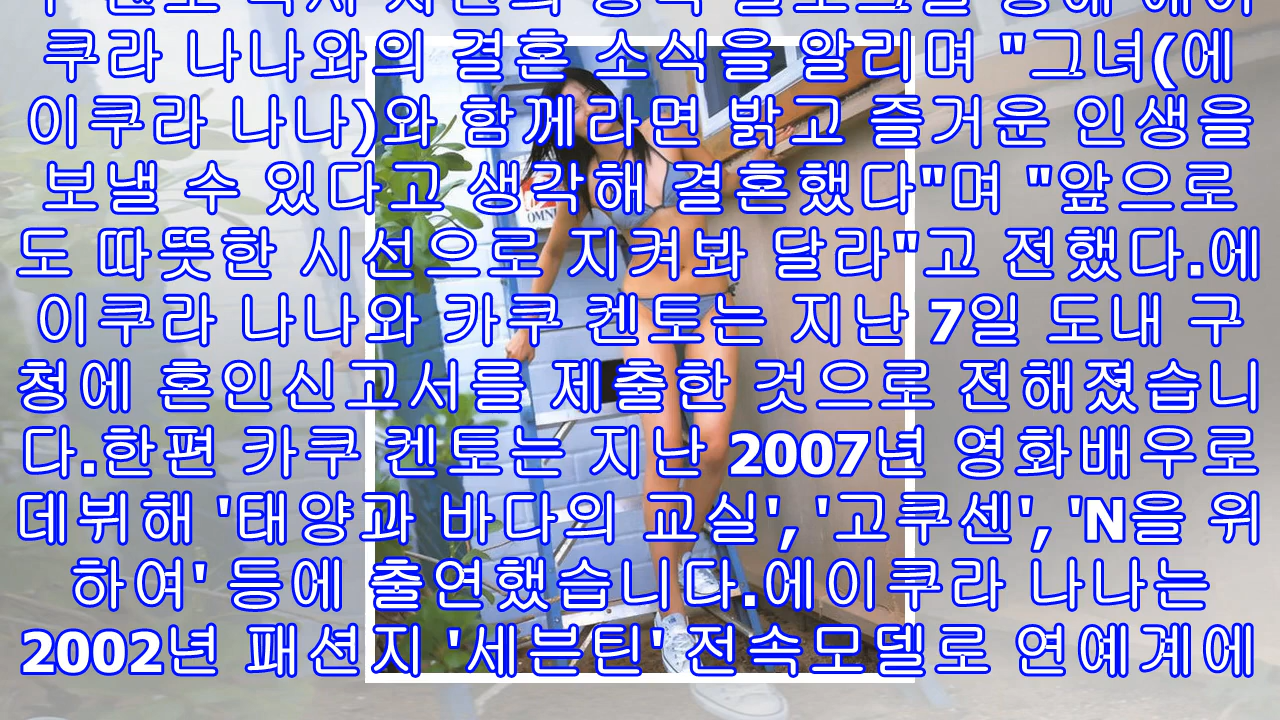 쿠라 나나와의 결혼 소식을 알리며 "그녀(에
이쿠라 나나)와 함께라면 밝고 즐거운 인생을
보낼 수 있다고 생각해 결혼했다"며 "앞으로
도 따뜻한 시선으로 지켜봐 달라"고 전했다.에
이쿠라 나나와 카쿠 켄토는 지난 7일 도내 구
청에 혼인신고서를 제출한 것으로 전해졌습니
다.한편 카쿠 켄토는 지난 2007년 영화배우로
데뷔해 '태양과 바다의 교실', '고쿠센', 'N을 위
하여' 등에 출연했습니다.에이쿠라 나나는
2002년 패션지 '세븐틴' 전속모델로 연예계에
OMNI